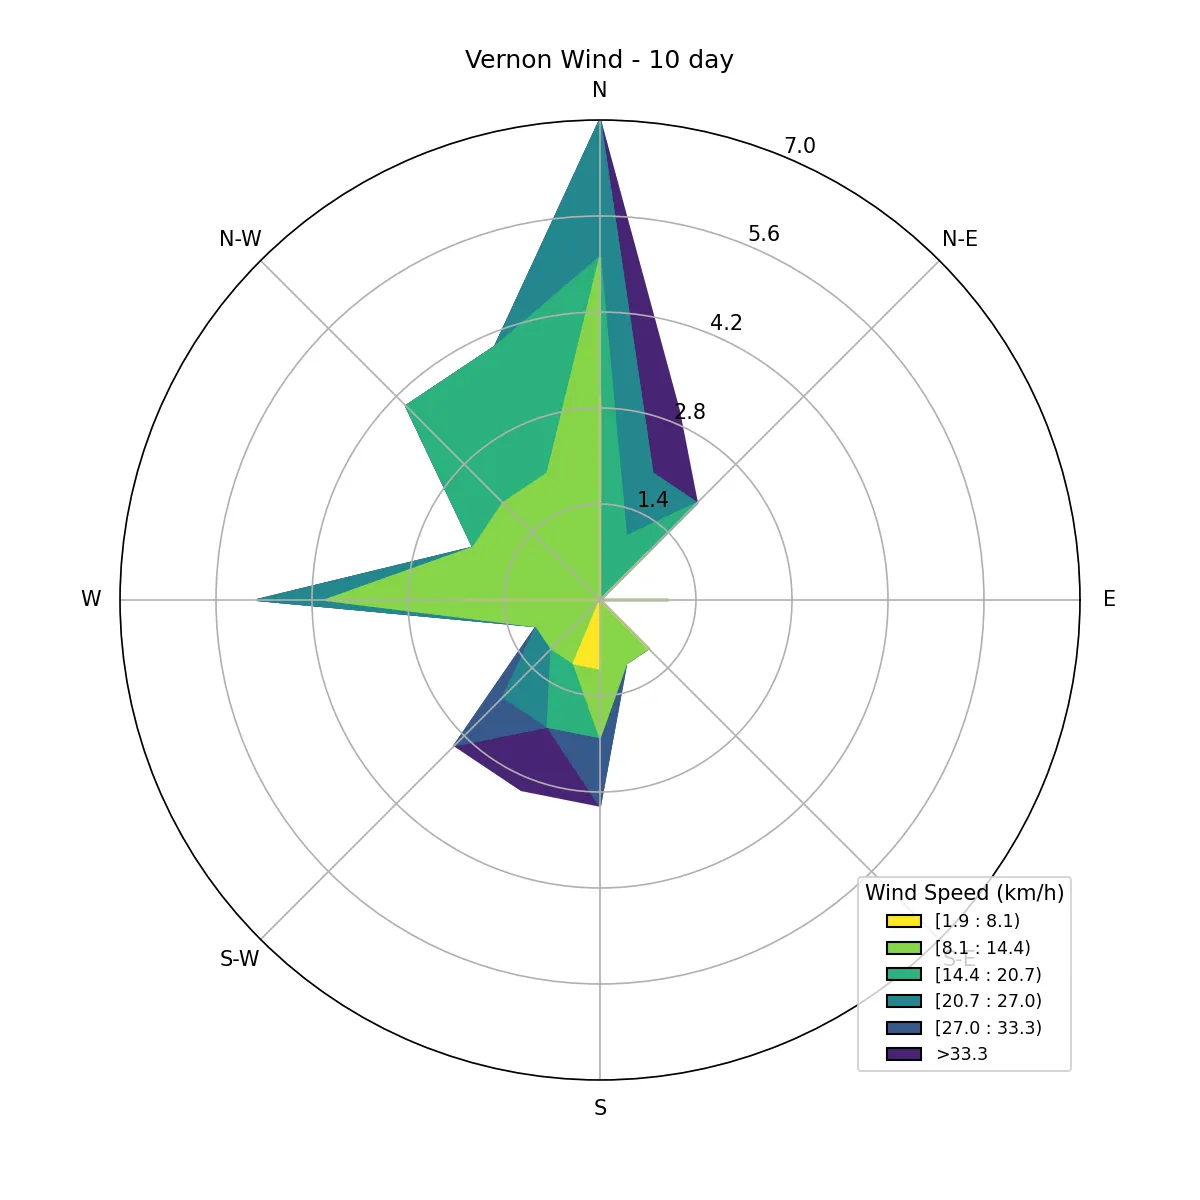 Vernon Wind - 10 day
N
7.0
N-W
5.6
N-E
4.2
2.8
1.4
W
E
Wind Speed (km/h)
[1.9 : 8.1)
[8.1 : 14.4)
S-W
S-E
[14.4 : 20.7)
[20.7 : 27.0)
[27.0 : 33.3)
>33.3
S